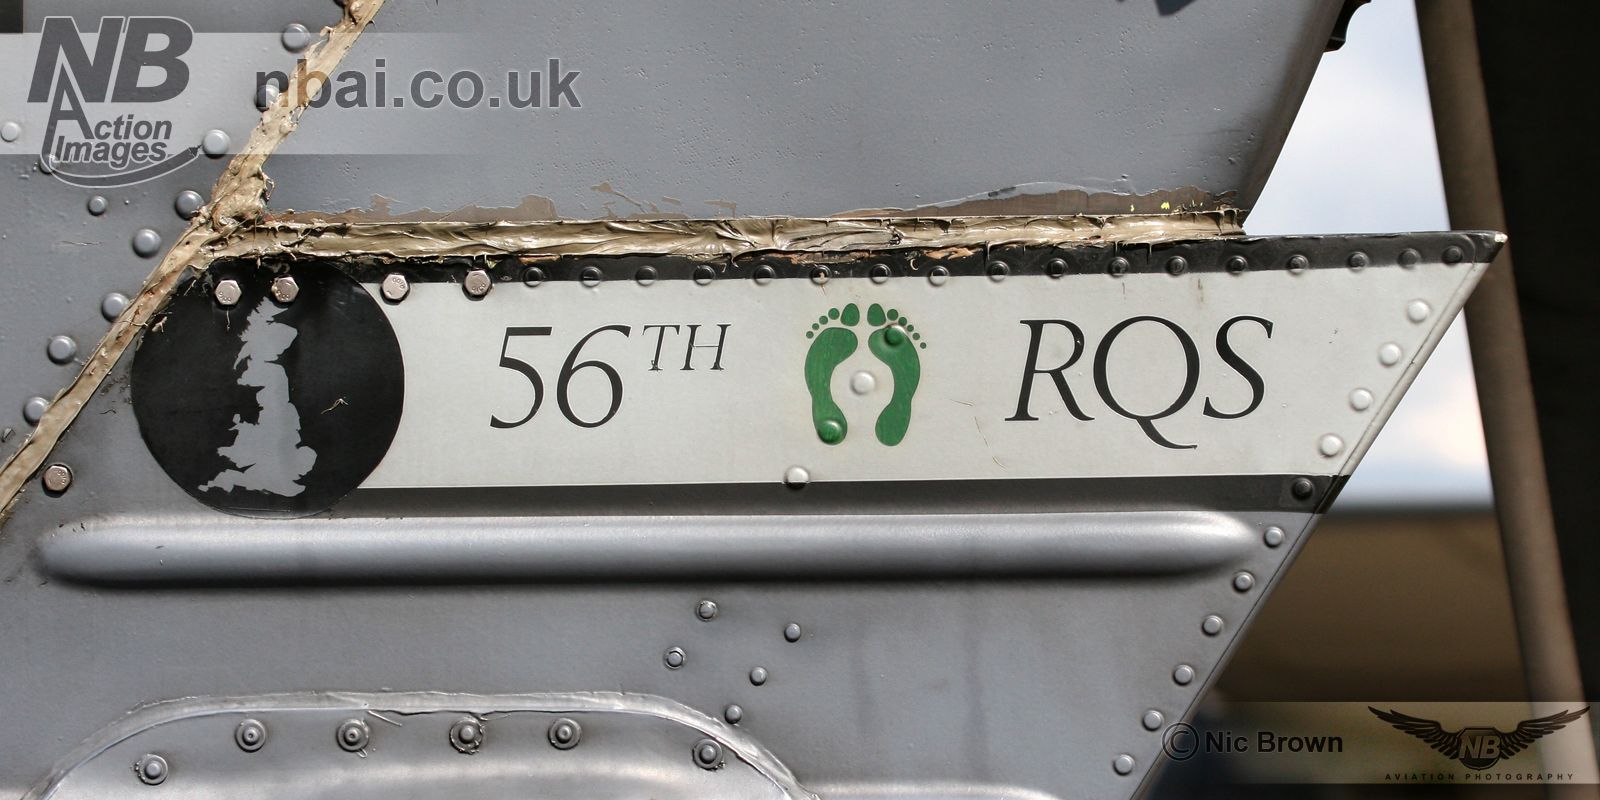 NB
Action
Images
nbai.co.uk
56TH RQS
© Nic Brown
NB
AVIATION PHOTOGRAPHY